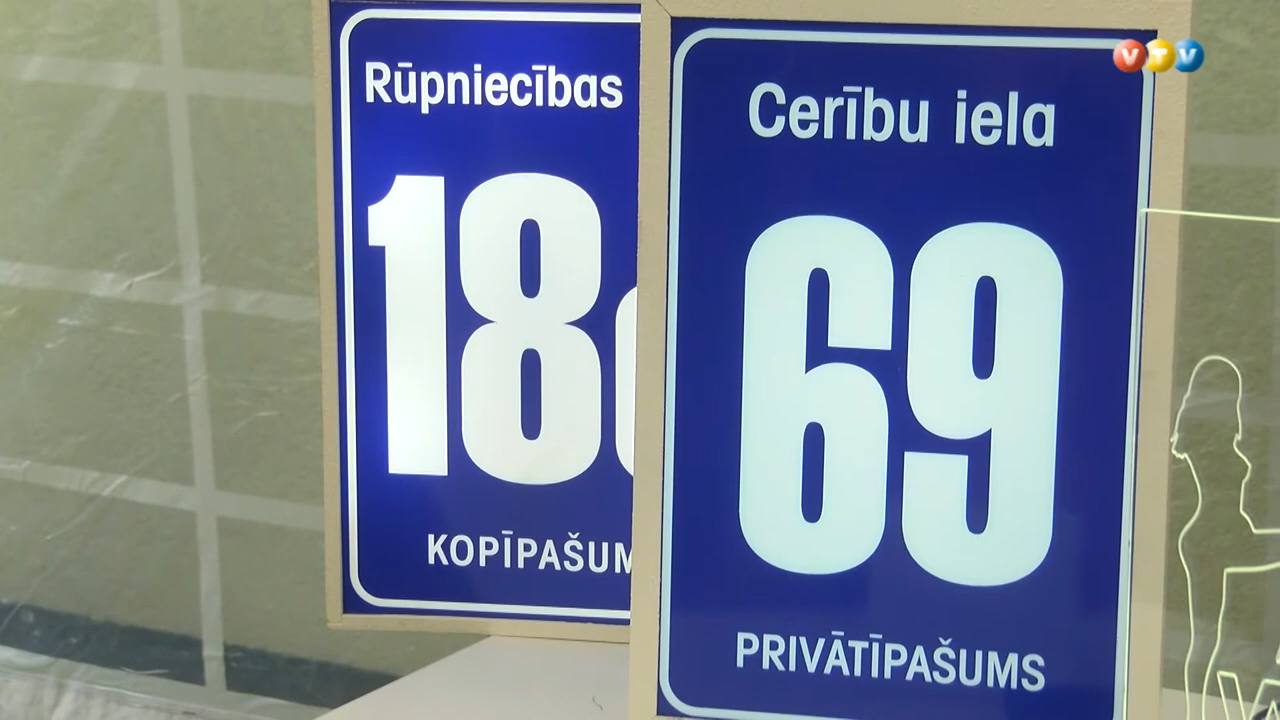 Rūpniecības
18
KOPĪPAŠUM
Cerību iela
69
PRIVĀTĪPAŠUMS
VTV